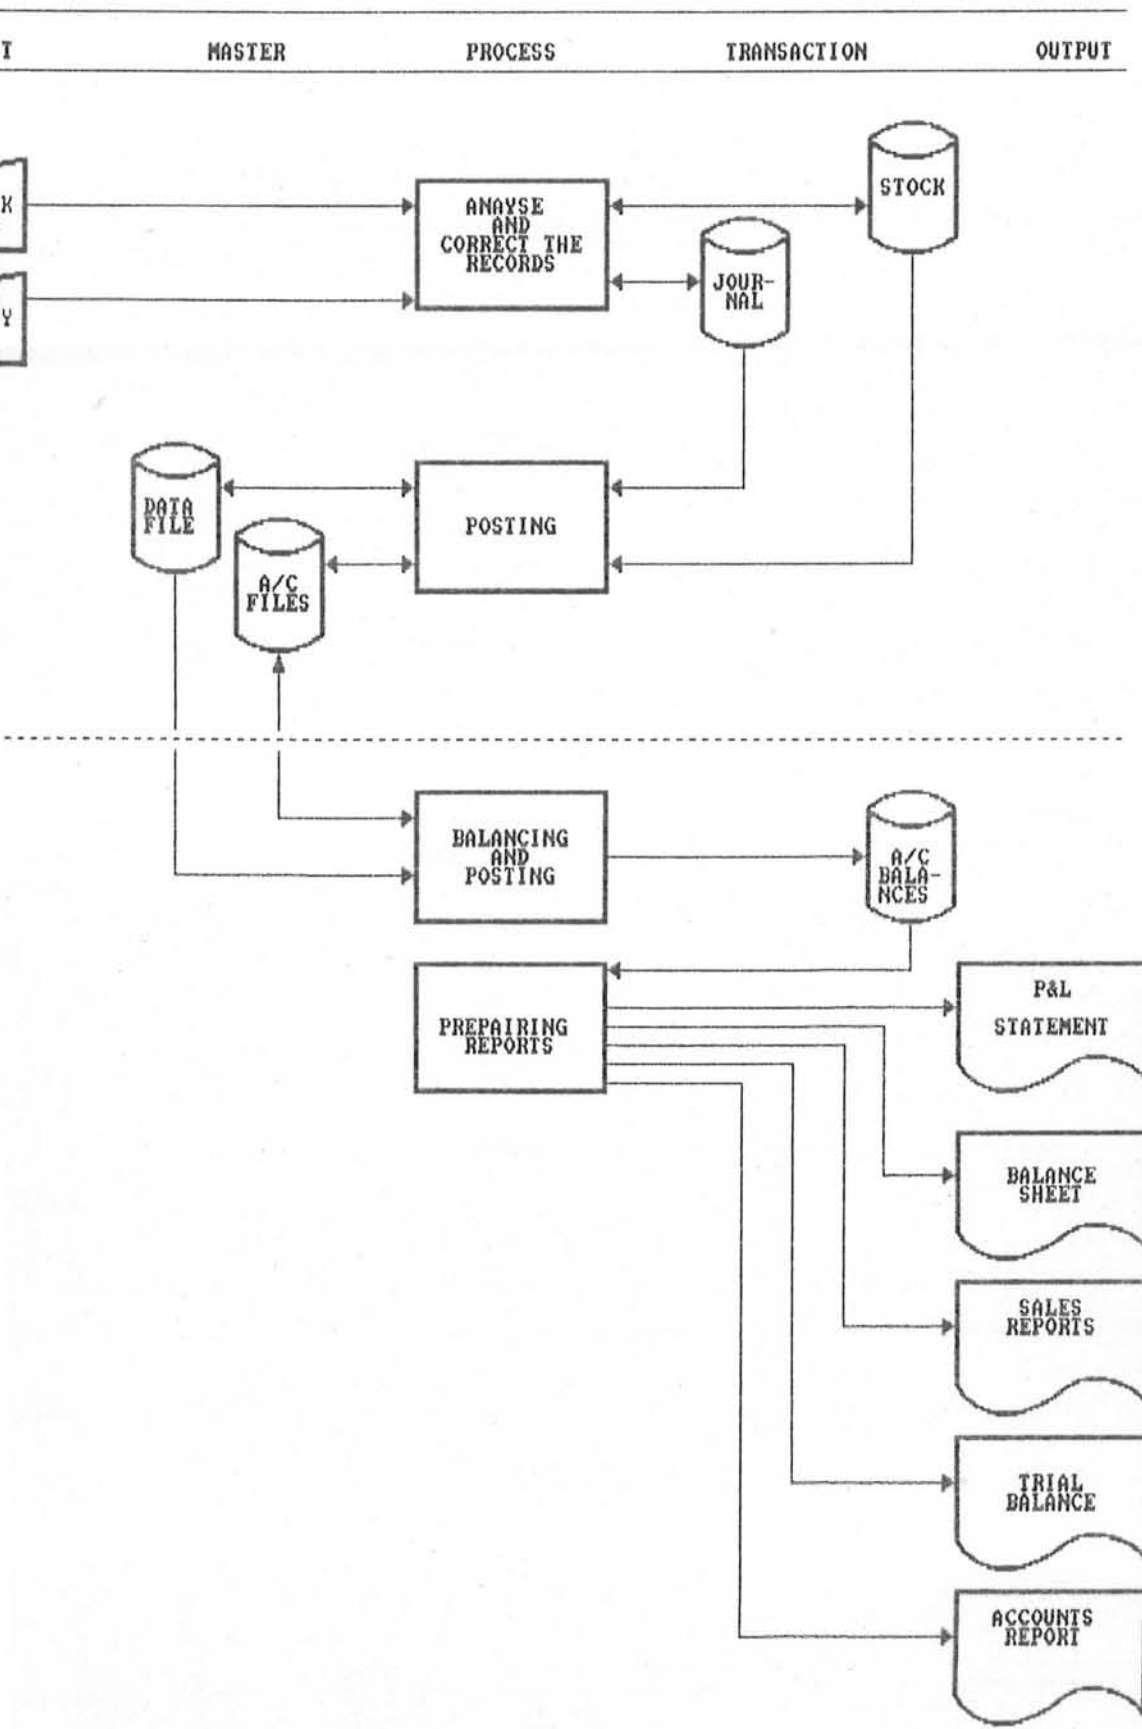 T MASTER PROCESS TRANSACTION OUTPUT
STOCK
K
ANAYSE
AND
CORRECT THE
RECORDS
JOUR-
NAL
Y
DATA
FILE
POSTING
A/C
FILES
BALANCING
AND
POSTING
A/C
BALA-
NCES
PREPAIRING
REPORTS
P&L
STATEMENT
BALANCE
SHEET
SALES
REPORTS
TRIAL
BALANCE
ACCOUNTS
REPORT